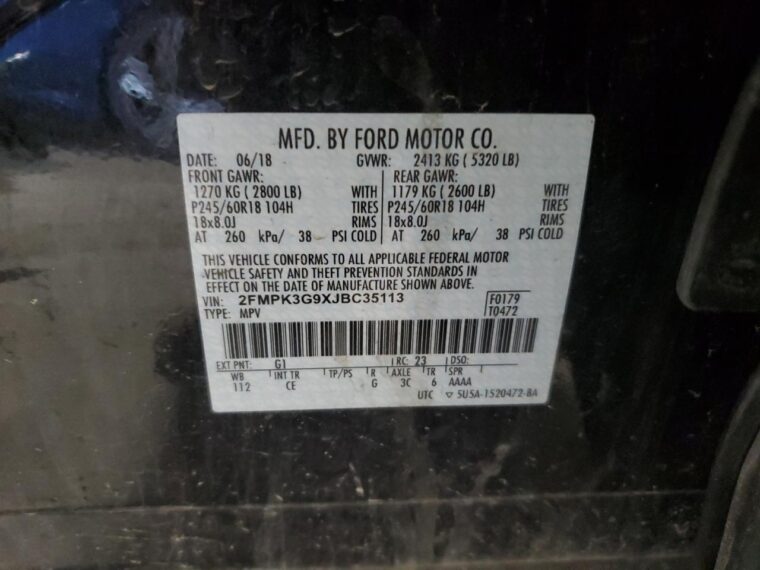 MFD. BY FORD MOTOR CO.
DATE: 06/18 GVWR: 2413 KG ( 5320 LB)
FRONT GAWR: REAR GAWR:
1270 KG ( 2800 LB) WITH 1179 KG ( 2600 LB) WITH
P245/60R18 104H TIRES P245/60R18 104H TIRES
18x8.0J RIMS 18x8.0J RIMS
AT 260 kPa/ 38 PSI COLD AT 260 kPa/ 38 PSI COLD
THIS VEHICLE CONFORMS TO ALL APPLICABLE FEDERAL MOTOR
VEHICLE SAFETY AND THEFT PREVENTION STANDARDS IN
EFFECT ON THE DATE OF MANUFACTURE SHOWN ABOVE.
VIN: 2FMPK3G9XJBC35113 F0179
TYPE: MPV T0472
EXT PNT: G1 RC: 23 DSO:
WB INT TR TP/PS R AXLE TR SPR
112 CE G 3C 6 AAAA
UTC ▽ 5U5A-1520472-BA